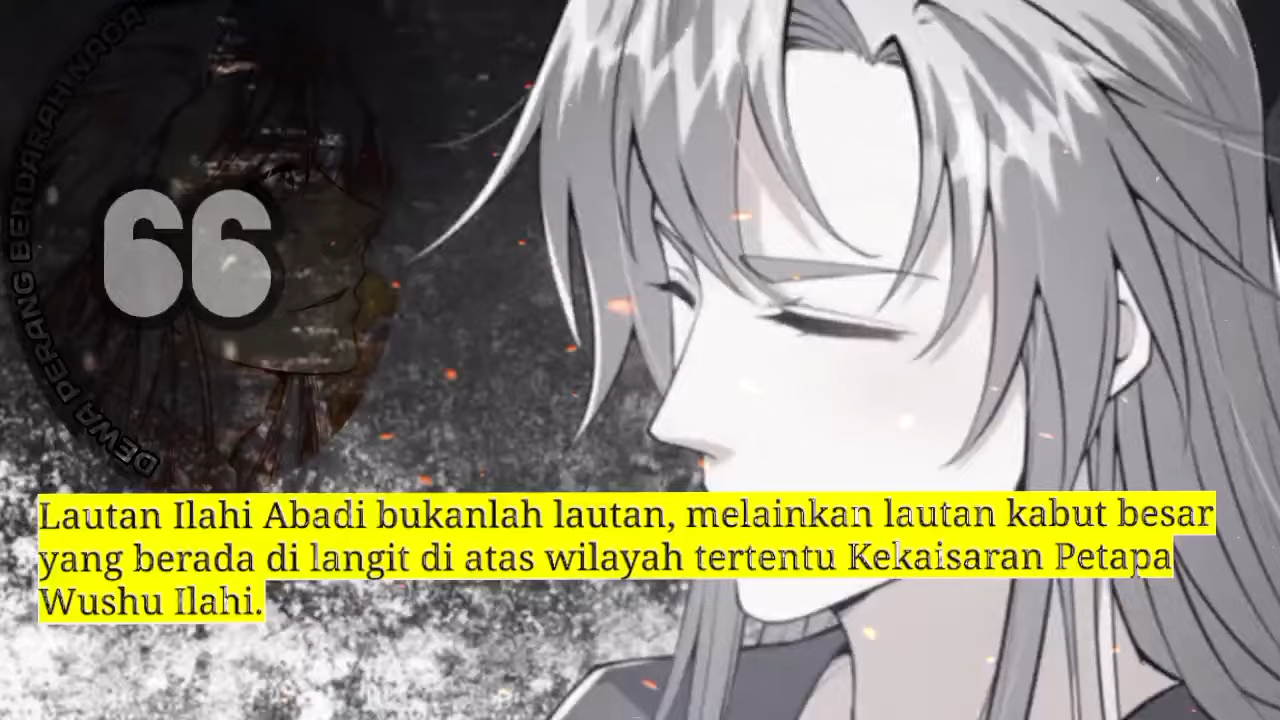 DEWA PERANG BERDARAH NAGA
66
Lautan Ilahi Abadi bukanlah lautan, melainkan lautan kabut besar
yang berada di langit di atas wilayah tertentu Kekaisaran Petapa
Wushu Ilahi.